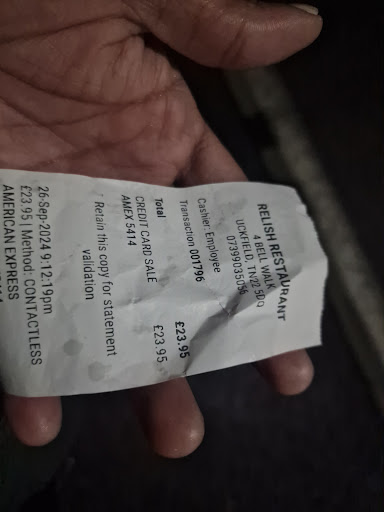 RELISH RESTAURANT
4 BELL WALK
UCKFIELD, TN22 5DQ
07399035056
Cashier: Employee
Transaction 001796
Total £23.95
CREDIT CARD SALE £23.95
AMEX 5414
Retain this copy for statement
validation
26-Sep-2024 9:12:19pm
£23.95 | Method: CONTACTLESS
AMERICAN EXPRESS